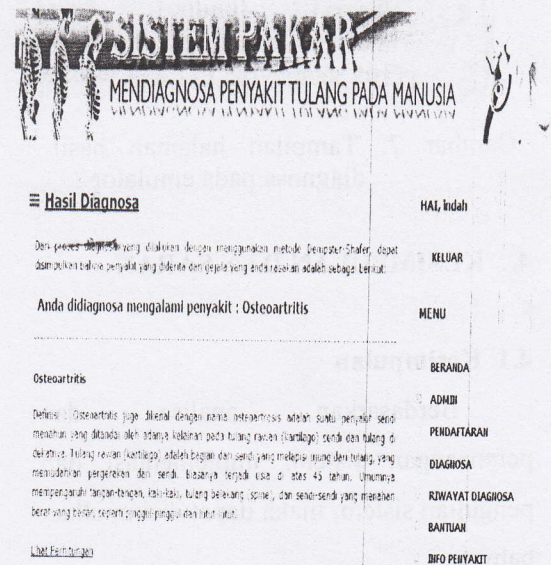 SISTEM PAKAR
MENDIAGNOSA PENYAKIT TULANG PADA MANUSIA
Hasil Diagnosa
Dari proses diagnosa yang dilakukan dengan menggunakan metode Dempster-Shafer, dapat
disimpulkan bahwa penyakit yang diderita dari gejala yang anda rasakan adalah sebagai berikut:
Anda didiagnosa mengalami penyakit : Osteoartritis
Osteoartritis
Definisi : Osteoartritis juga dikenal dengan nama osteoartrosis adalah suatu penyakit sendi
menahun yang ditandai oleh adanya kelainan pada tulang rawan (kartilago) sendi dan tulang di
dekatnya. Tulang rawan (kartilago) adalah bagian dari sendi yang melapisi ujung dari tulang, yang
memudahkan pergerakan dari sendi. Biasanya terjadi usia di atas 45 tahun. Umumnya
mempengaruhi tangan-tangan, kaki-kaki, tulang belakang (spine), dan sendi-sendi yang menahan
berat yang besar, seperti pinggul-pinggul dan lutut-lutut.
Lihat Perhitungan
HAI, indah
KELUAR
MENU
BERANDA
ADMIN
PENDAFTARAN
DIAGNOSA
RIWAYAT DIAGNOSA
BANTUAN
INFO PENYAKIT